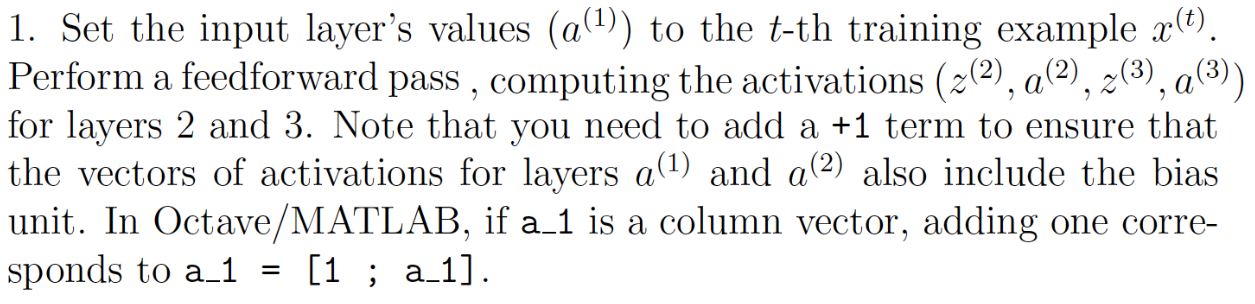 1. Set the input layer's values (a^(1)) to the t-th training example x^(t).
Perform a feedforward pass , computing the activations (z^(2), a^(2), z^(3), a^(3))
for layers 2 and 3. Note that you need to add a +1 term to ensure that
the vectors of activations for layers a^(1) and a^(2) also include the bias
unit. In Octave/MATLAB, if a_1 is a column vector, adding one corre-
sponds to a_1 = [1 ; a_1].